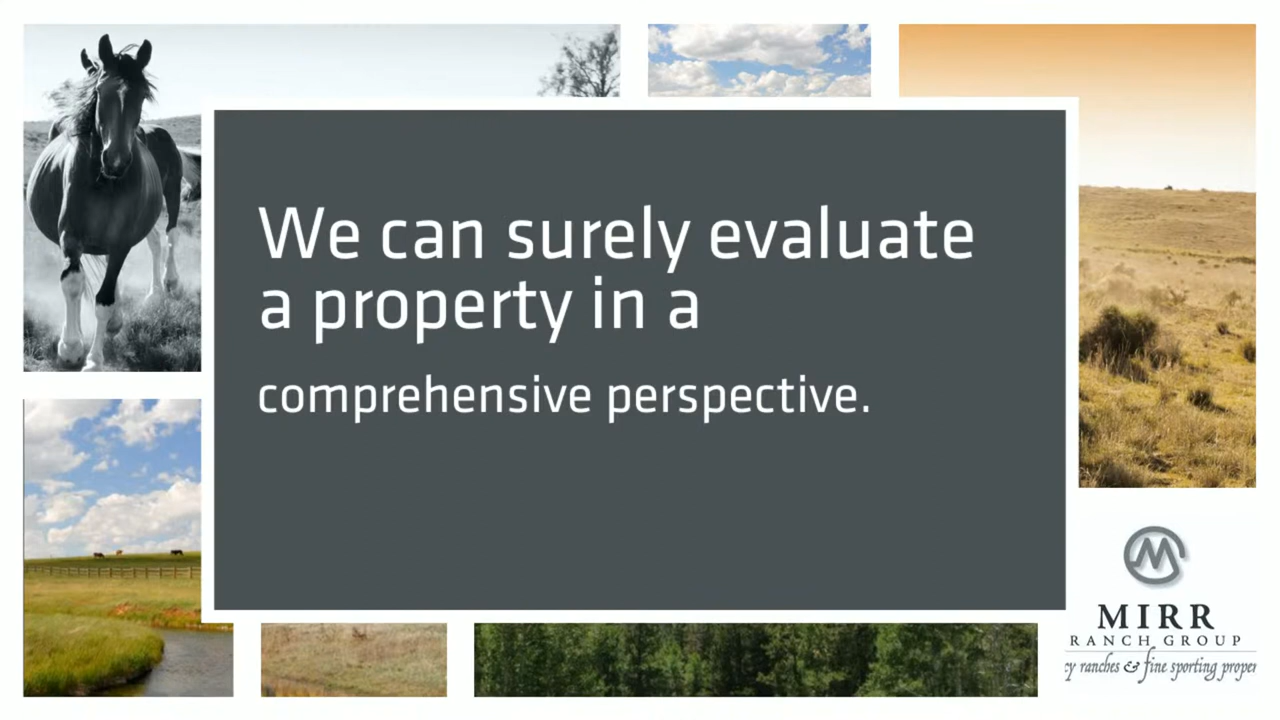 We can surely evaluate
a property in a
comprehensive perspective.
MIRR
RANCH GROUP
ranches & fine sporting